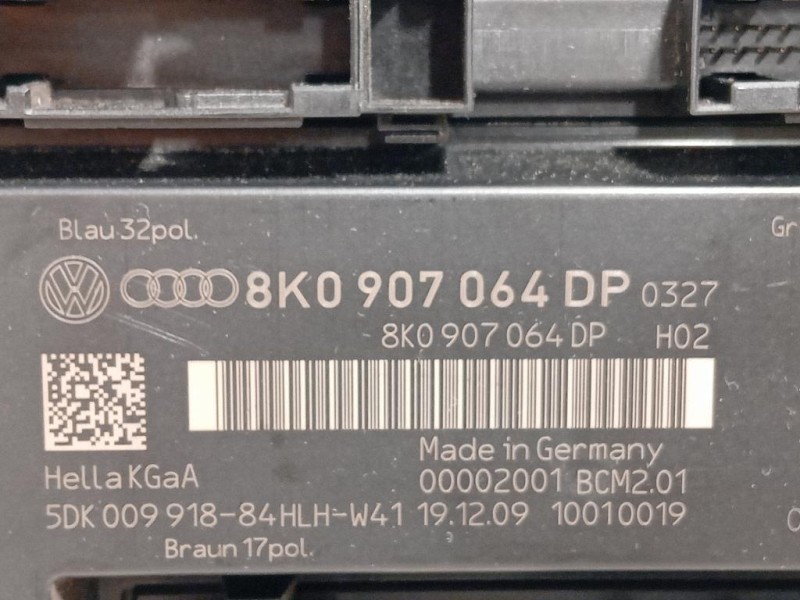 Blau 32pol.
Gr
8K0 907 064 DP 0327
8K0 907 064 DP H02
Made in Germany
Hella KGaA
00002001 BCM2.01
5DK 009 918-84 HLH-W41 19.12.09 10010019
Braun 17pol.